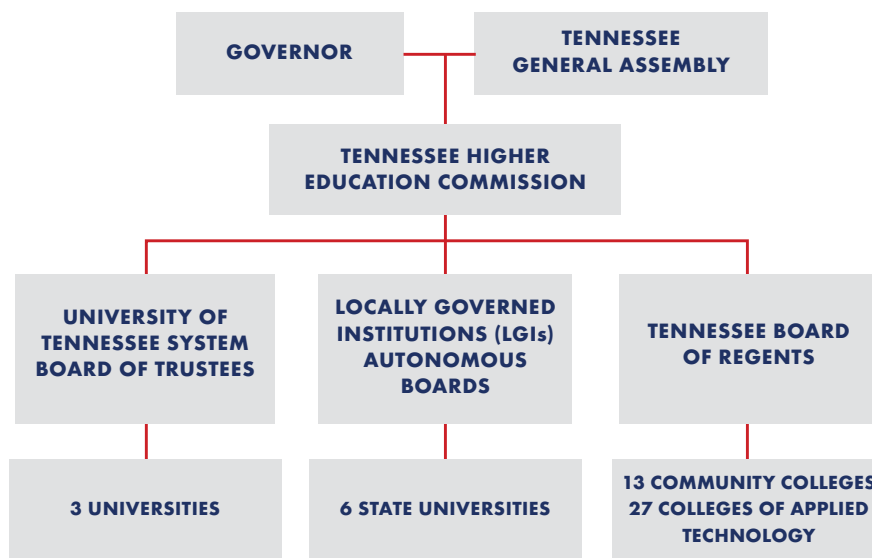 GOVERNOR
TENNESSEE
GENERAL ASSEMBLY
TENNESSEE HIGHER
EDUCATION COMMISSION
UNIVERSITY OF
TENNESSEE SYSTEM
BOARD OF TRUSTEES
LOCALLY GOVERNED
INSTITUTIONS (LGIs)
AUTONOMOUS
BOARDS
TENNESSEE BOARD
OF REGENTS
3 UNIVERSITIES
6 STATE UNIVERSITIES
13 COMMUNITY COLLEGES
27 COLLEGES OF APPLIED
TECHNOLOGY